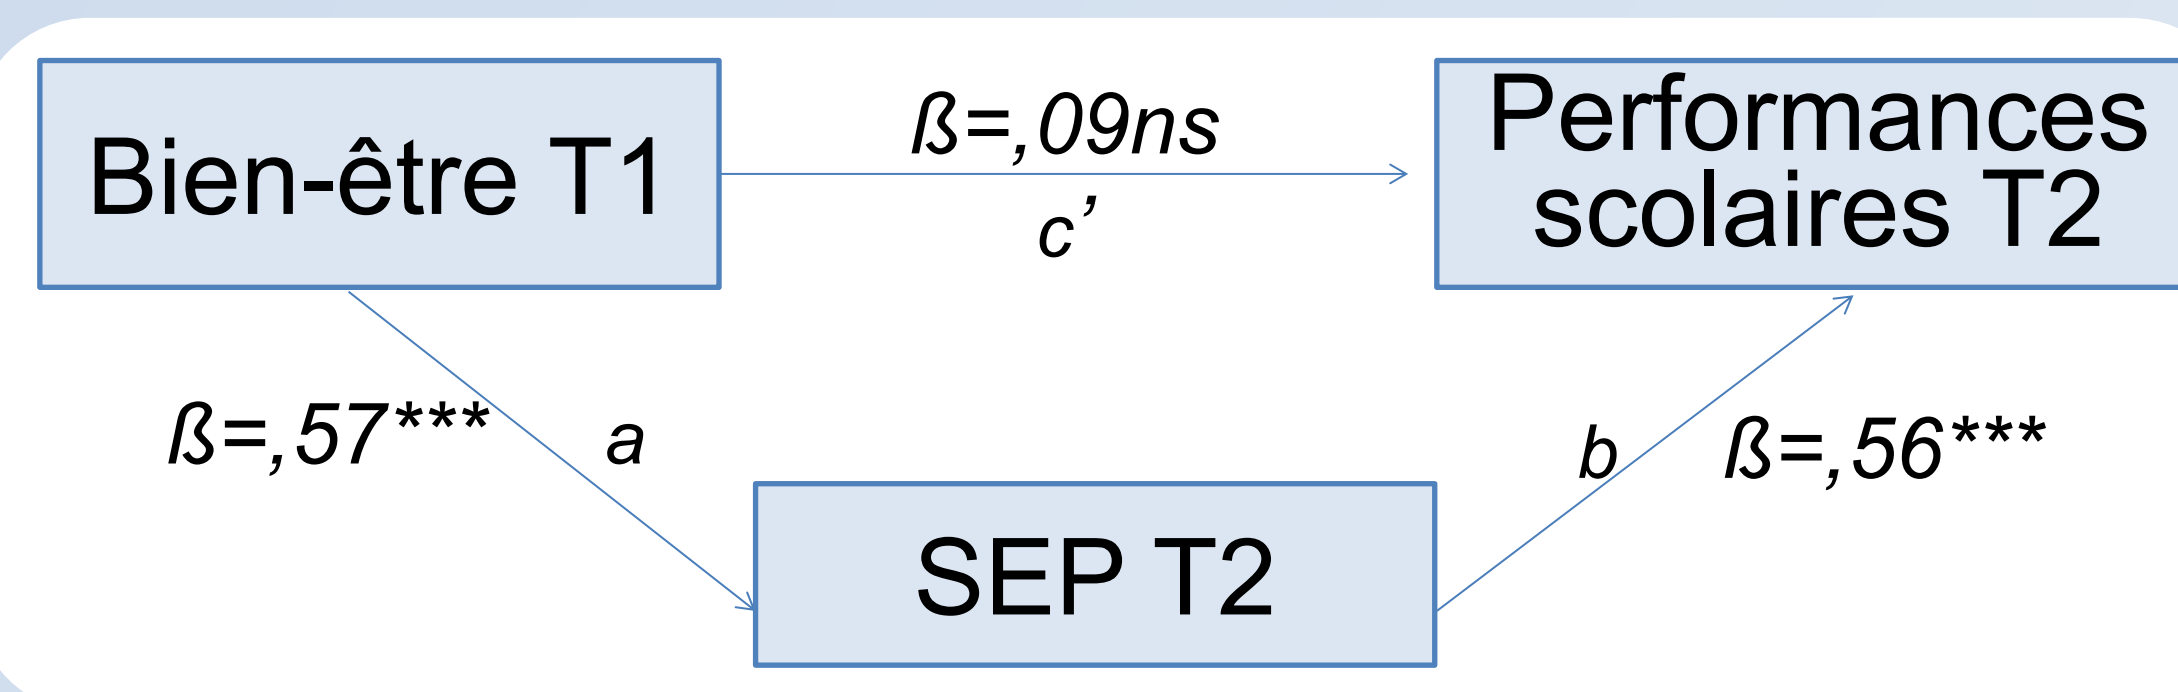 Bien-être T1
ß=,09ns
c’
Performances
scolaires T2
ß=,57***
a
b
ß=,56***
SEP T2